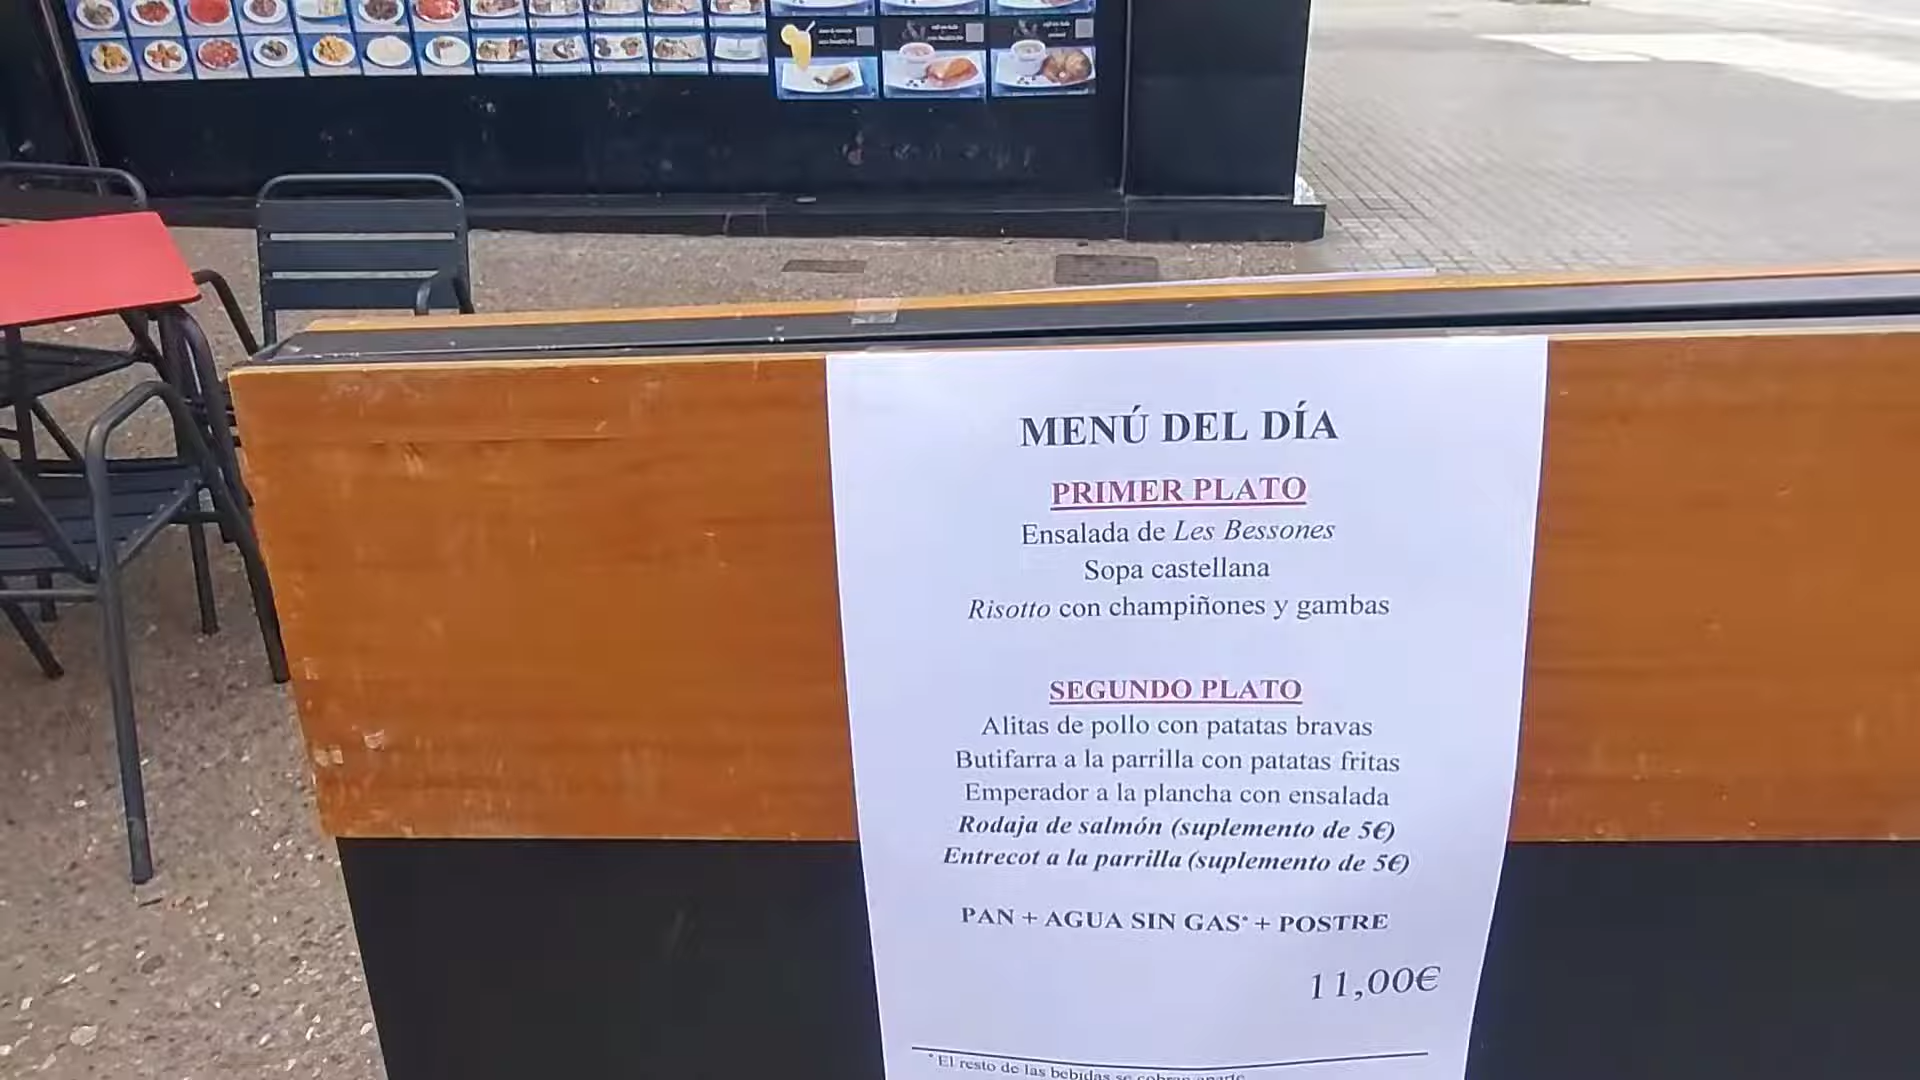 MENÚ DEL DÍA
PRIMER PLATO
Ensalada de Les Bessones
Sopa castellana
Risotto con champiñones y gambas
SEGUNDO PLATO
Alitas de pollo con patatas bravas
Butifarra a la parrilla con patatas fritas
Emperador a la plancha con ensalada
Rodaja de salmón (suplemento de 5€)
Entrecot a la parrilla (suplemento de 5€)
PAN + AGUA SIN GAS* + POSTRE
11,00€
*El resto de las bebidas se cobran aparte